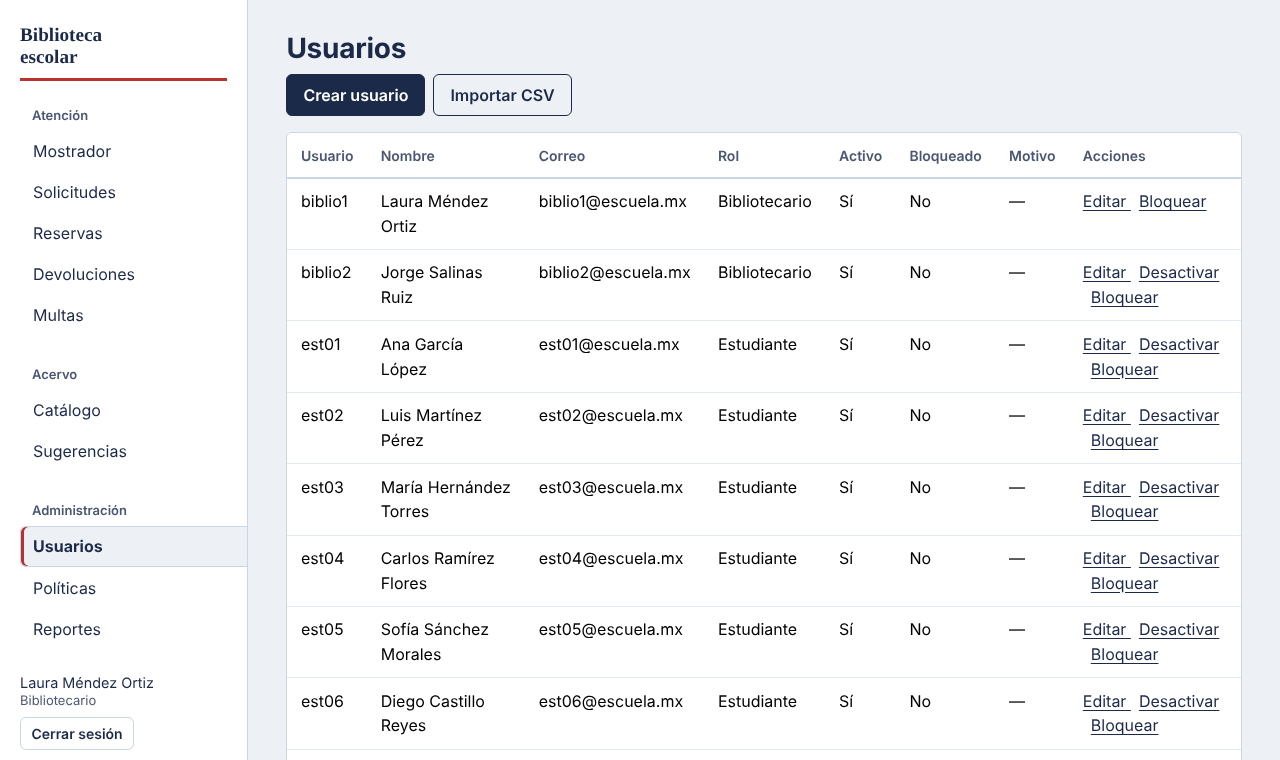 Biblioteca
escolar
Atención
Mostrador
Solicitudes
Reservas
Devoluciones
Multas
Acervo
Catálogo
Sugerencias
Administración
Usuarios
Políticas
Reportes
Laura Méndez Ortiz
Bibliotecario
Cerrar sesión
Usuarios
Crear usuario Importar CSV
Usuario Nombre Correo Rol Activo Bloqueado Motivo Acciones
biblio1 Laura Méndez biblio1@escuela.mx Bibliotecario Sí No — Editar Bloquear
Ortiz
biblio2 Jorge Salinas biblio2@escuela.mx Bibliotecario Sí No — Editar Desactivar
Ruiz Bloquear
est01 Ana García est01@escuela.mx Estudiante Sí No — Editar Desactivar
López Bloquear
est02 Luis Martínez est02@escuela.mx Estudiante Sí No — Editar Desactivar
Pérez Bloquear
est03 María Hernández est03@escuela.mx Estudiante Sí No — Editar Desactivar
Torres Bloquear
est04 Carlos Ramírez est04@escuela.mx Estudiante Sí No — Editar Desactivar
Flores Bloquear
est05 Sofía Sánchez est05@escuela.mx Estudiante Sí No — Editar Desactivar
Morales Bloquear
est06 Diego Castillo est06@escuela.mx Estudiante Sí No — Editar Desactivar
Reyes Bloquear